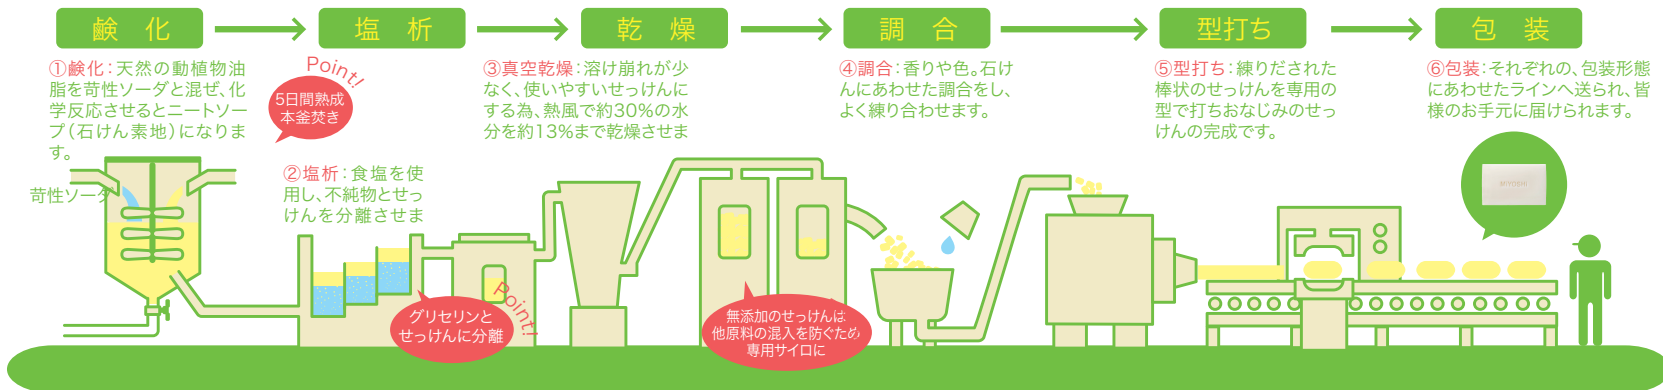 鹸　化
塩　析
乾　燥
調　合
型打ち
包　装
①鹸化：天然の動植物油
脂を苛性ソーダと混ぜ、化
学反応させるとニートソー
プ（石けん素地）になりま
す。
Point!
5日間熟成
本釜焚き
苛性ソーダ
②塩析：食塩を使
用し、不純物とせっ
けんを分離させま
Point!
グリセリンと
せっけんに分離
③真空乾燥：溶け崩れが少
なく、使いやすいせっけんに
する為、熱風で約30％の水
分を約13％まで乾燥させま
無添加のせっけんは
他原料の混入を防ぐため
専用サイロに
④調合：香りや色。石け
んにあわせた調合をし、
よく練り合わせます。
⑤型打ち：練りだされた
棒状のせっけんを専用の
型で打ちおなじみのせっ
けんの完成です。
⑥包装：それぞれの、包装形態
にあわせたラインへ送られ、皆
様のお手元に届けられます。
MIYOSHI